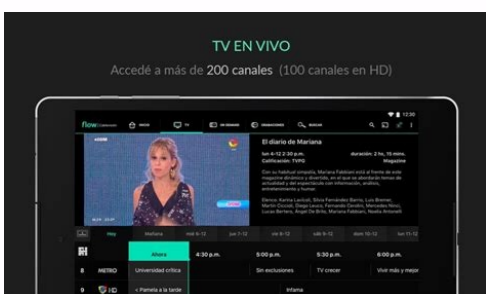 TV EN VIVO
Accedé a más de 200 canales (100 canales en HD)
12:30
flow
INICIO
TV
ON DEMAND
GRABACIONES
BUSCAR
El diario de Mariana
lun 4-12 2:30 p.m.
duración: 2 hs, 15 mins.
Calificación: TVPG
Magazine
Con su habitual simpatía, Mariana Fabbiani está al frente de este
magazine dinámico y divertido, en el que se abordarán temas de
actualidad y del espectáculo con información, análisis,
entretenimiento y humor.
Elenco: Karina Lavícoli, Silvia Fernández Barrio, Luis Bremer,
Martín Ciccioli, Diego Leuco, Fernando Carolei, Mercedes Ninci,
Lucas Bertero, Ángel De Brito, Mariana Fabbiani, Noelia Antonelli
Hoy
Mañana
mié 6-12
jue 7-12
vie 8-12
sáb 9-12
dom 10-12
lun 11-12
Ahora
4:30 p.m.
5:00 p.m.
5:30 p.m.
6:00 p.m.
8
METRO
Universidad crítica
Sin exclusiones
TV crecer
Vivir más y mejor
9
HD
< Pamela a la tarde
Infama